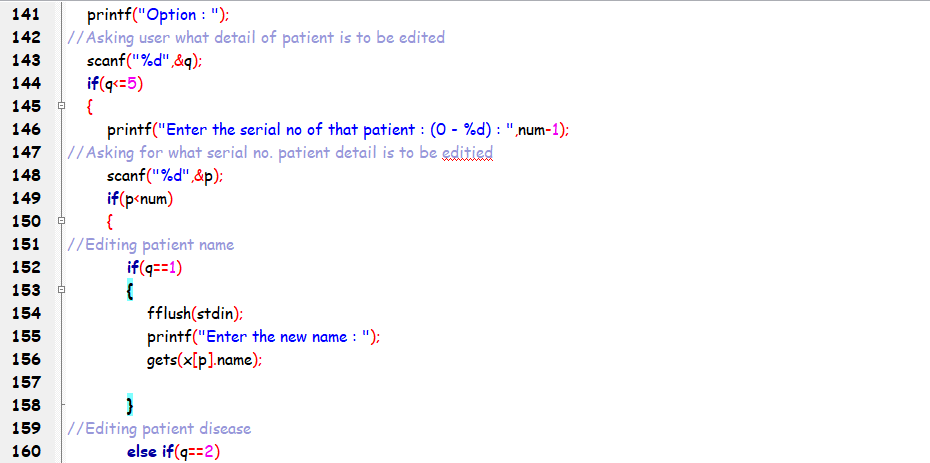 141 printf("Option : ");
142 //Asking user what detail of patient is to be edited
143 scanf("%d",&q);
144 if(q<=5)
145 {
146 printf("Enter the serial no of that patient : (0 - %d) : ",num-1);
147 //Asking for what serial no. patient detail is to be editied
148 scanf("%d",&p);
149 if(p<num)
150 {
151 //Editing patient name
152 if(q==1)
153 {
154 fflush(stdin);
155 printf("Enter the new name : ");
156 gets(x[p].name);
157
158 }
159 //Editing patient disease
160 else if(q==2)